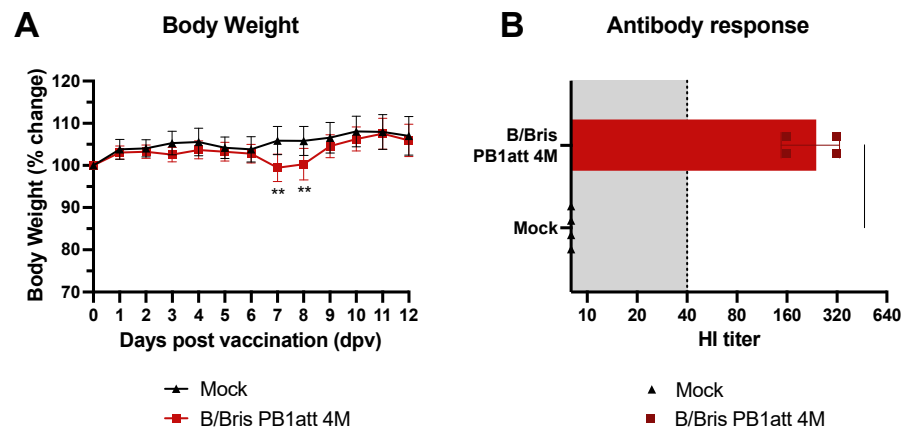 A
Body Weight
Body Weight (% change)
120
110
100
90
80
70
0 1 2 3 4 5 6 7 8 9 10 11 12
** **
Days post vaccination (dpv)
Mock
B/Bris PB1att 4M
B
Antibody response
B/Bris
PB1att 4M
Mock
10 20 40 80 160 320 640
HI titer
Mock
B/Bris PB1att 4M